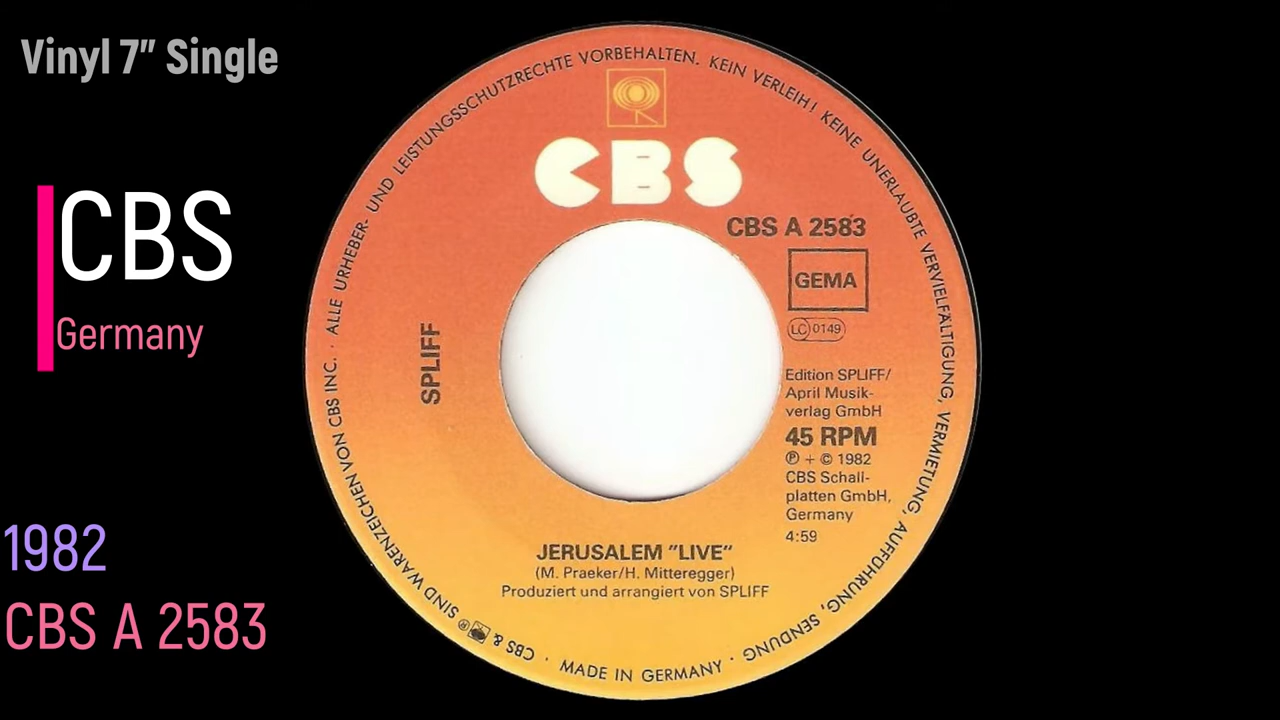 Vinyl 7" Single
CBS
Germany
1982
CBS A 2583
ALLE URHEBER- UND LEISTUNGSSCHUTZRECHTE VORBEHALTEN. KEIN VERLEIH! KEINE UNERLAUBTE VERVIELFÄLTIGUNG, VERMIETUNG, AUFFÜHRUNG, SENDUNG
CBS
CBS A 2583
GEMA
LC 0149
SPLIFF
Edition SPLIFF/
April Musik-
verlag GmbH
45 RPM
℗ + © 1982
CBS Schall-
platten GmbH,
Germany
4:59
JERUSALEM "LIVE"
(M. Praeker/H. Mitteregger)
Produziert und arrangiert von SPLIFF
· MADE IN GERMANY ·
CBS & ® SIND WARENZEICHEN VON CBS INC. ·